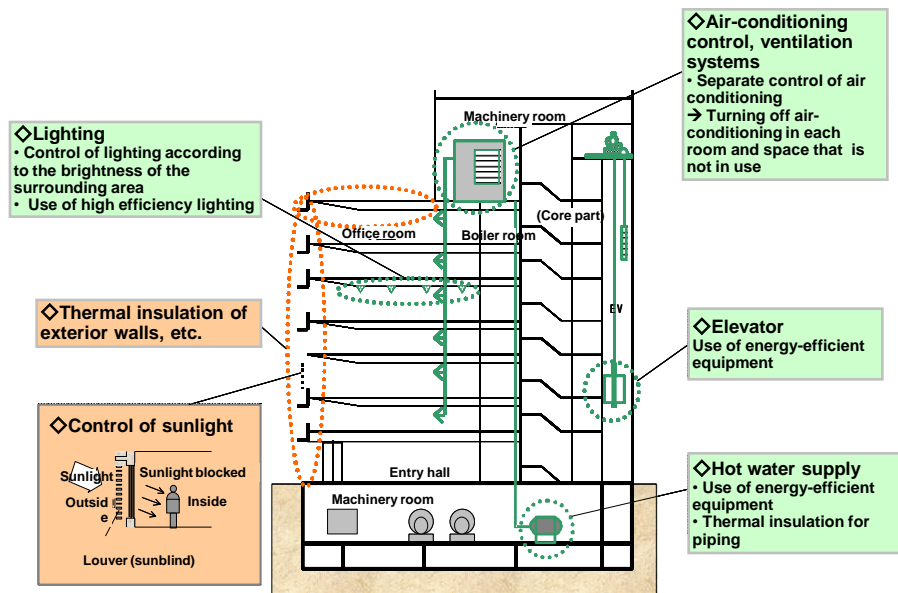 ◇Air-conditioning
control, ventilation
systems
• Separate control of air
conditioning
→ Turning off air-
conditioning in each
room and space that is
not in use
Machinery room
◇Lighting
• Control of lighting according
to the brightness of the
surrounding area
• Use of high efficiency lighting
(Core part)
Office room
Boiler room
◇Thermal insulation of
exterior walls, etc.
EV
◇Elevator
Use of energy-efficient
equipment
◇Control of sunlight
Sunlight
Sunlight blocked
Outsid
e
Inside
Louver (sunblind)
Entry hall
Machinery room
◇Hot water supply
• Use of energy-efficient
equipment
• Thermal insulation for
piping